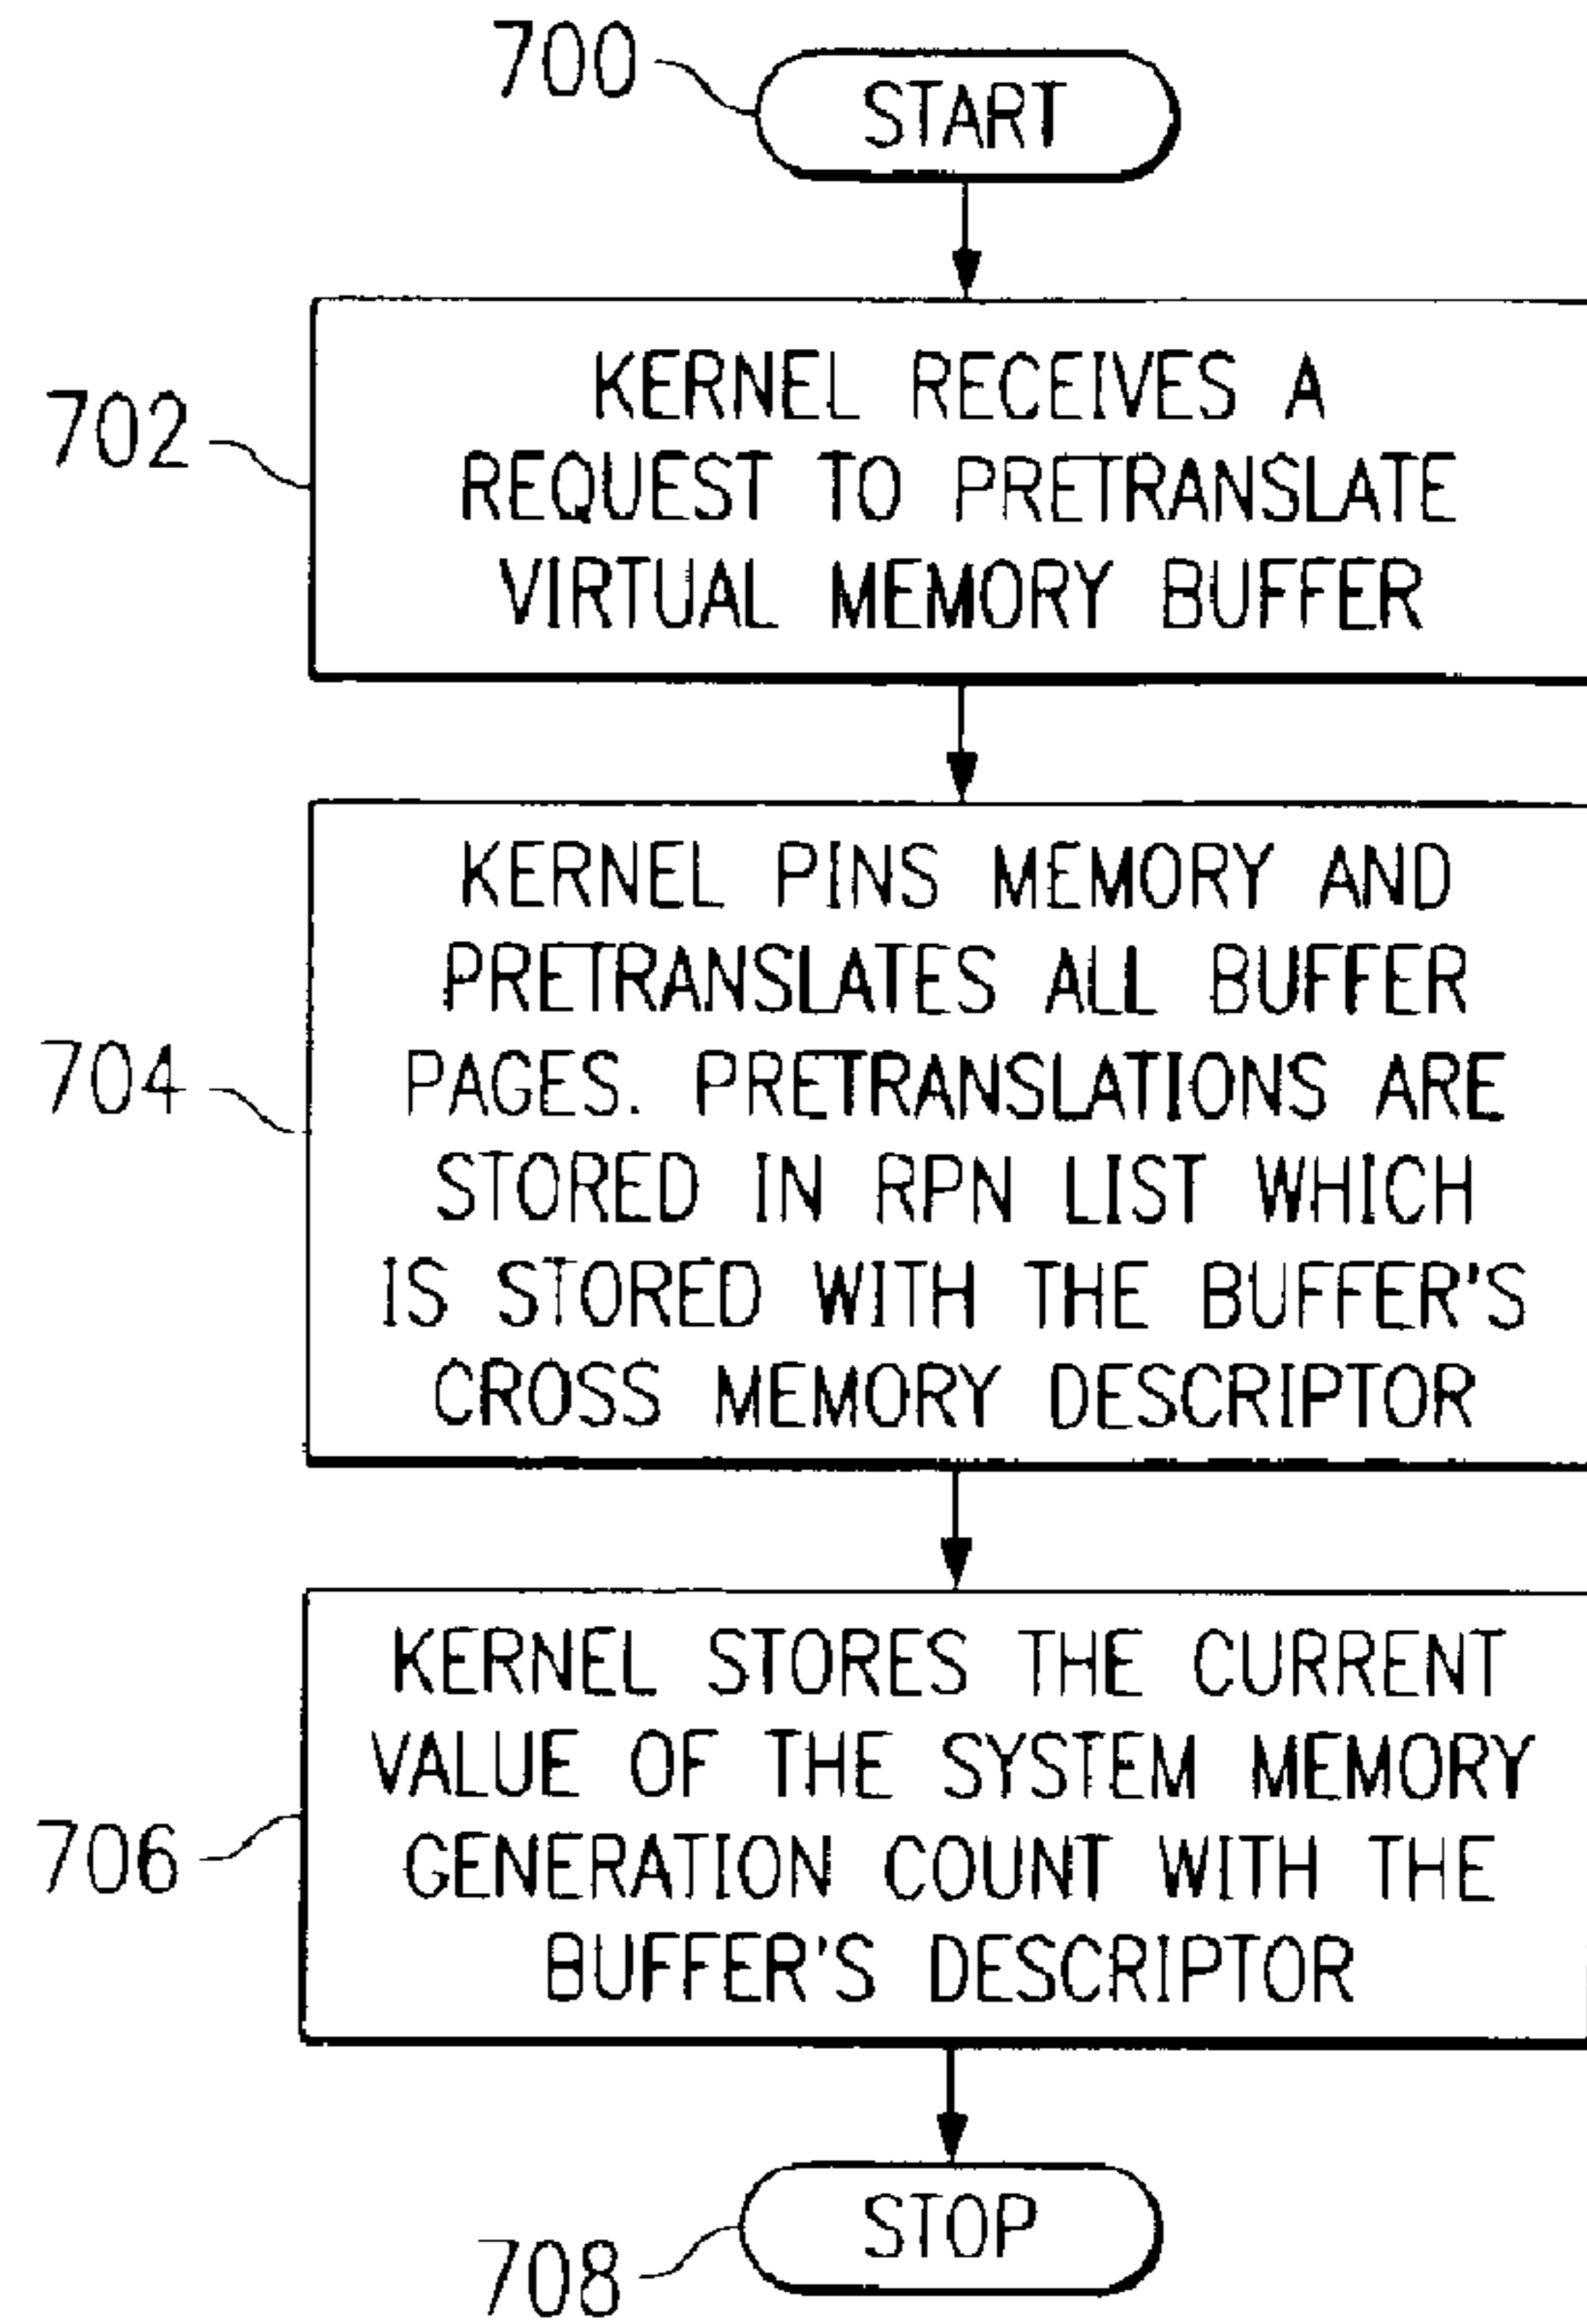 700
START
702
KERNEL RECEIVES A
REQUEST TO PRETRANSLATE
VIRTUAL MEMORY BUFFER
704
KERNEL PINS MEMORY AND
PRETRANSLATES ALL BUFFER
PAGES. PRETRANSLATIONS ARE
STORED IN RPN LIST WHICH
IS STORED WITH THE BUFFER'S
CROSS MEMORY DESCRIPTOR
706
KERNEL STORES THE CURRENT
VALUE OF THE SYSTEM MEMORY
GENERATION COUNT WITH THE
BUFFER'S DESCRIPTOR
708
STOP